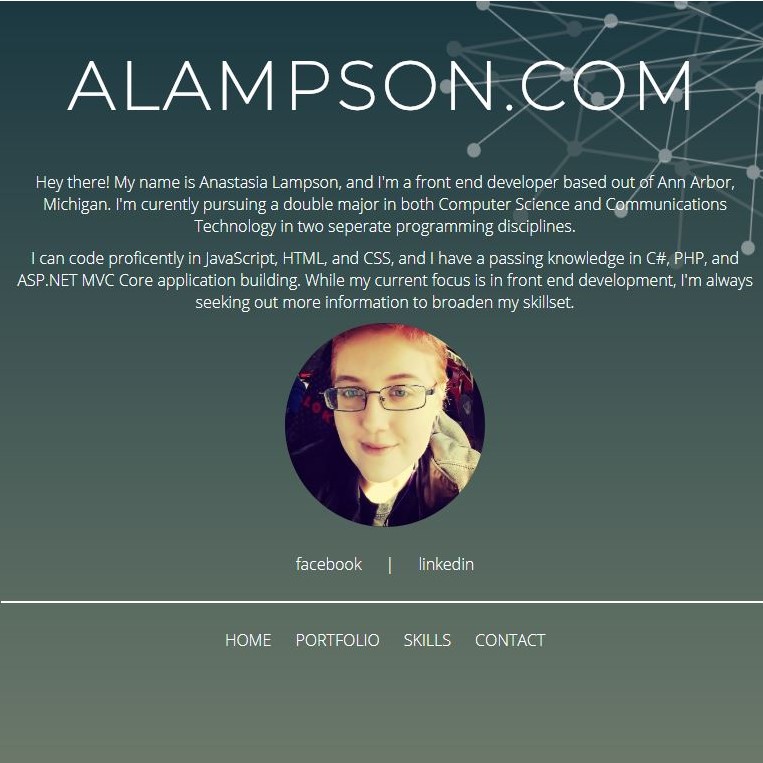 ALAMPSON.COM
Hey there! My name is Anastasia Lampson, and I'm a front end developer based out of Ann Arbor,
Michigan. I'm curently pursuing a double major in both Computer Science and Communications
Technology in two seperate programming disciplines.
I can code proficently in JavaScript, HTML, and CSS, and I have a passing knowledge in C#, PHP, and
ASP.NET MVC Core application building. While my current focus is in front end development, I'm always
seeking out more information to broaden my skillset.
facebook | linkedin
HOME PORTFOLIO SKILLS CONTACT